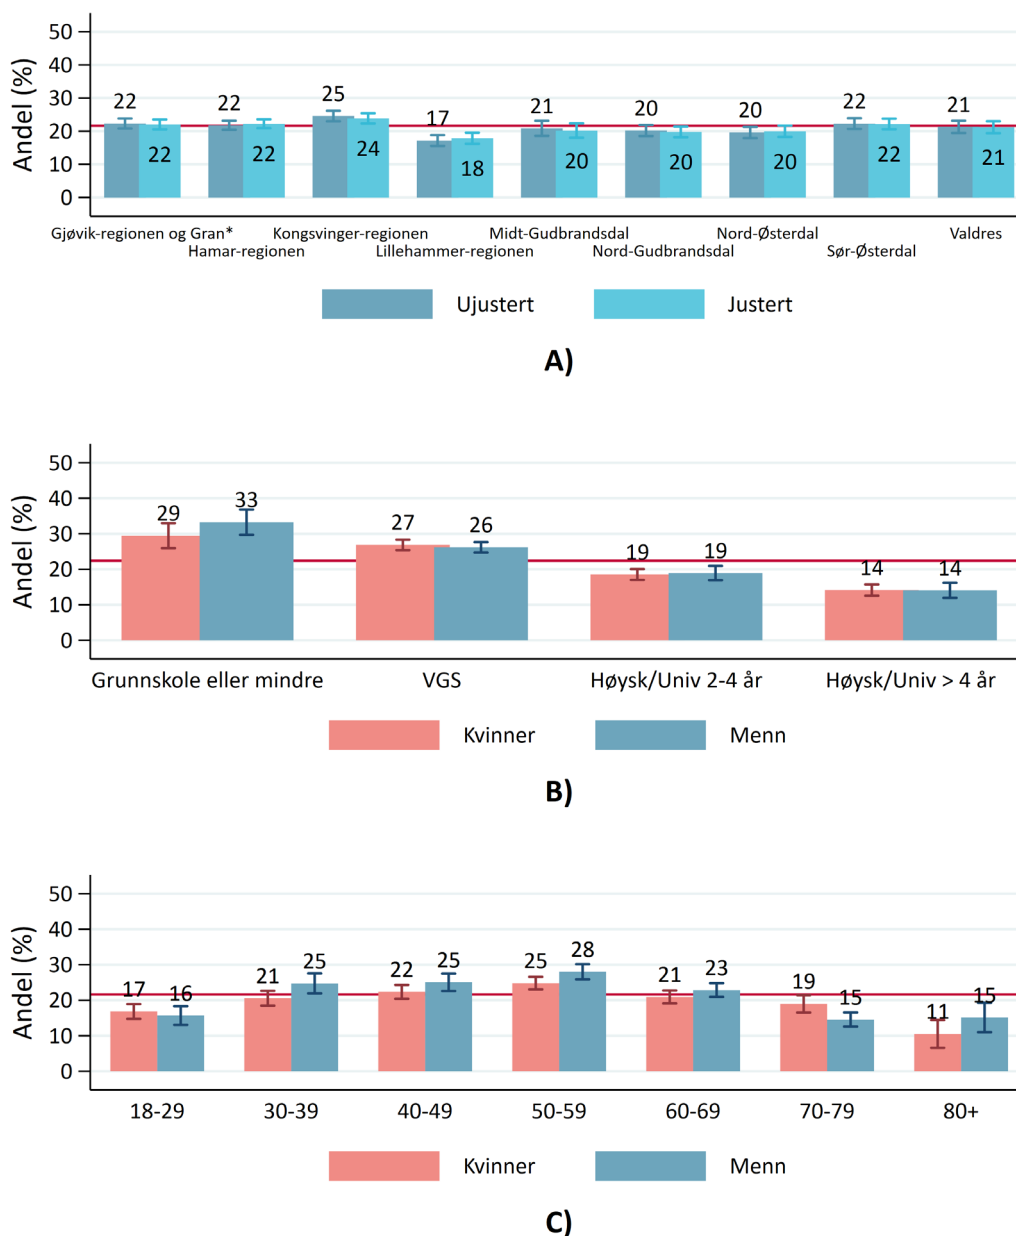 Andel (%)
50
40
30
20
10
0
22 22 25 17 21 20 20 22 21
22 22 24 18 20 20 20 22 21
Gjøvik-regionen og Gran* Kongsvinger-regionen Midt-Gudbrandsdal Nord-Østerdal Valdres
Hamar-regionen Lillehammer-regionen Nord-Gudbrandsdal Sør-Østerdal
Ujustert Justert
A)
Andel (%)
50
40
30
20
10
0
29 33 27 26 19 19 14 14
Grunnskole eller mindre VGS Høysk/Univ 2-4 år Høysk/Univ > 4 år
Kvinner Menn
B)
Andel (%)
50
40
30
20
10
0
17 16 21 25 22 25 25 28 21 23 19 15 11 15
18-29 30-39 40-49 50-59 60-69 70-79 80+
Kvinner Menn
C)